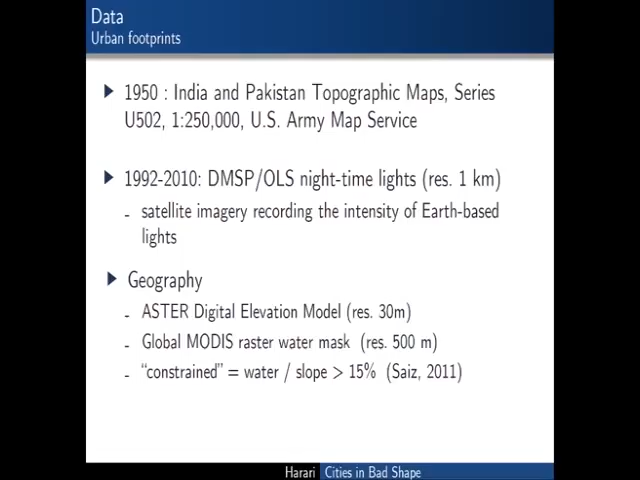 Data
Urban footprints
1950 : India and Pakistan Topographic Maps, Series
U502, 1:250,000, U.S. Army Map Service
1992-2010: DMSP/OLS night-time lights (res. 1 km)
- satellite imagery recording the intensity of Earth-based
lights
Geography
- ASTER Digital Elevation Model (res. 30m)
- Global MODIS raster water mask (res. 500 m)
- “constrained” = water / slope > 15% (Saiz, 2011)
Harari Cities in Bad Shape